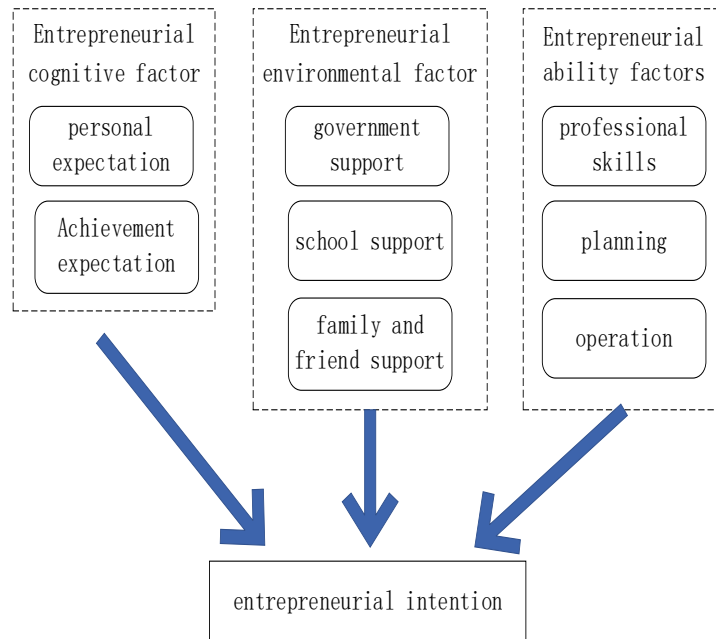 Entrepreneurial
cognitive factor
personal
expectation
Achievement
expectation
Entrepreneurial
environmental factor
government
support
school support
family and
friend support
Entrepreneurial
ability factors
professional
skills
planning
operation
entrepreneurial intention